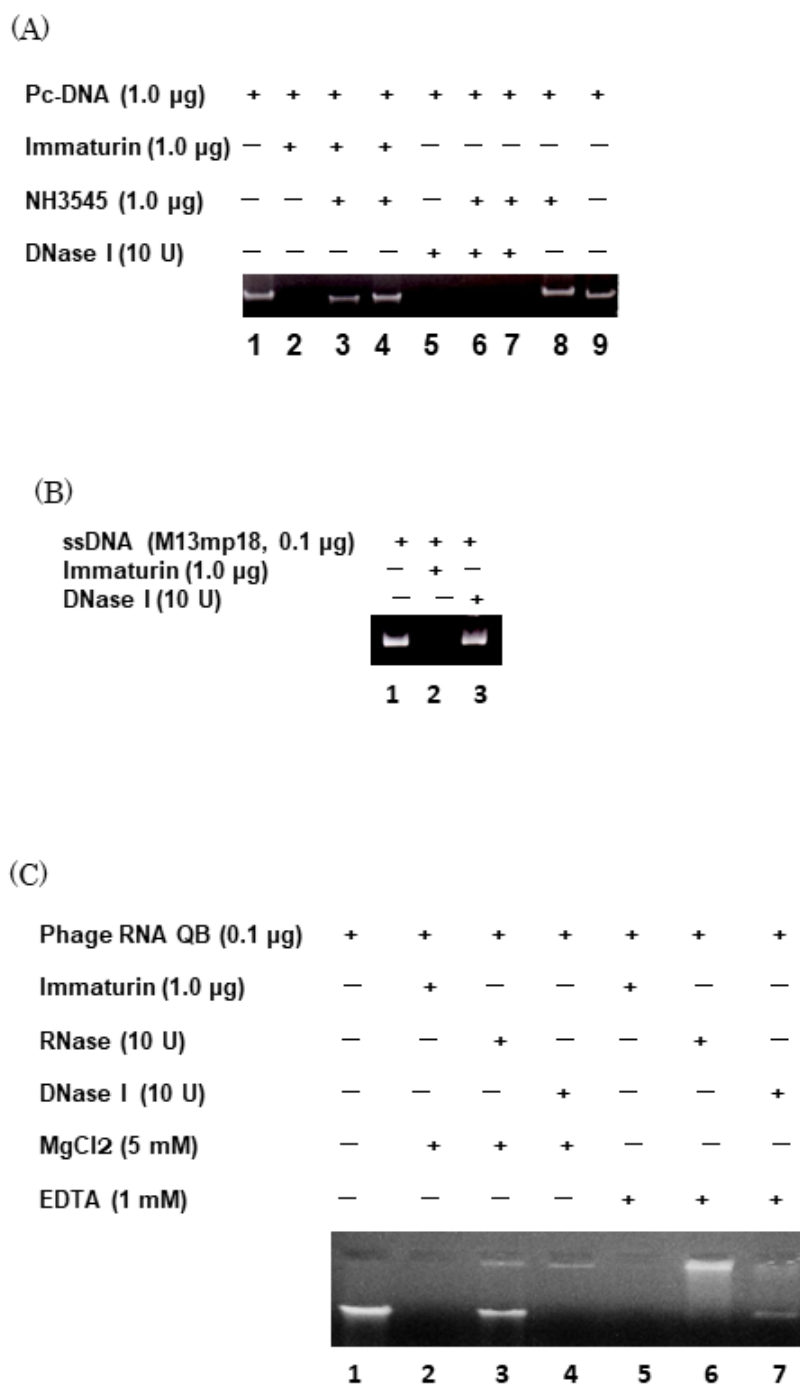 (A)
Pc-DNA (1.0 µg) + + + + + + + + +
Immaturin (1.0 µg) — + + + — — — — —
NH3545 (1.0 µg) — — + + — + + + —
DNase I (10 U) — — — — + + + — —
1 2 3 4 5 6 7 8 9
(B)
ssDNA (M13mp18, 0.1 µg) + + +
Immaturin (1.0 µg) — + —
DNase I (10 U) — — +
1 2 3
(C)
Phage RNA QB (0.1 µg) + + + + + + +
Immaturin (1.0 µg) — + — — + — —
RNase (10 U) — — + — — + —
DNase I (10 U) — — — + — — +
MgCl2 (5 mM) — + + + — — —
EDTA (1 mM) — — — — + + +
1 2 3 4 5 6 7